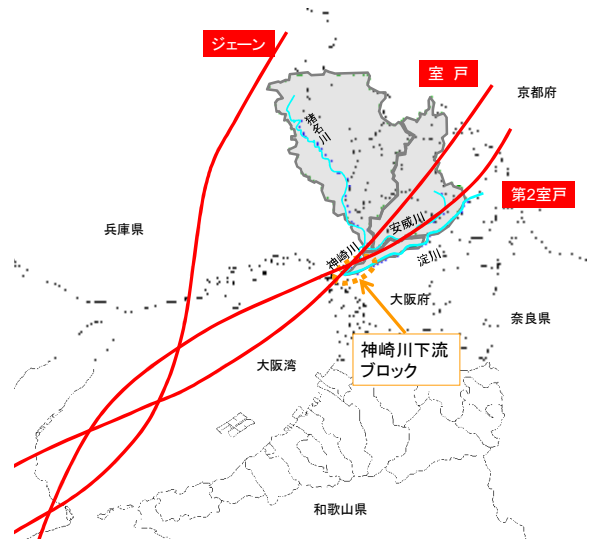 ジェーン
室 戸
京都府
猪名川
第2室戸
兵庫県
安威川
神崎川
淀川
大阪府
奈良県
神崎川下流
ブロック
大阪湾
和歌山県